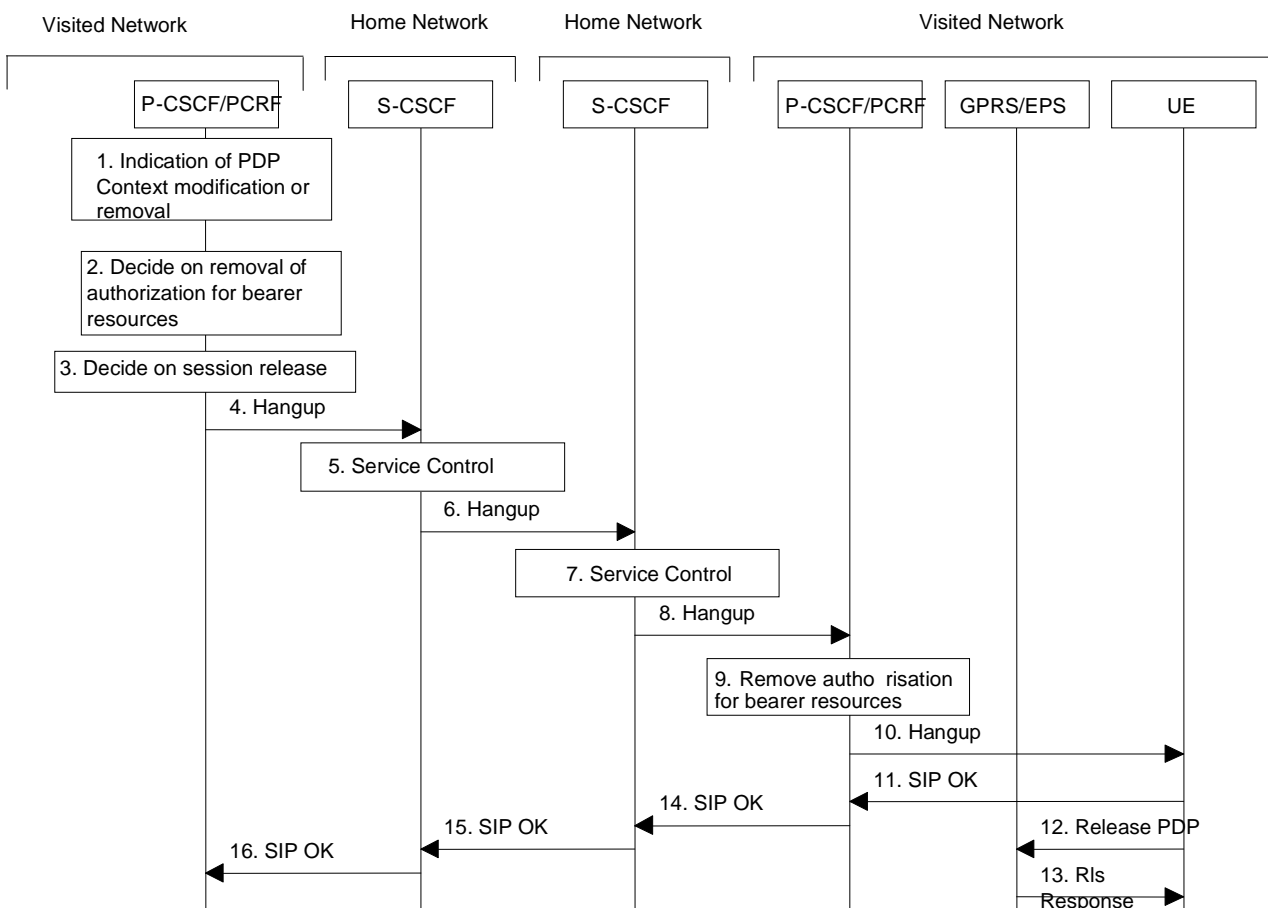 Visited Network
Home Network
Home Network
Visited Network
P-CSCF/PCRF
S-CSCF
S-CSCF
P-CSCF/PCRF
GPRS/EPS
UE
1. Indication of PDP
Context modification or
removal
2. Decide on removal of
authorization for bearer
resources
3. Decide on session release
4. Hangup
5. Service Control
6. Hangup
7. Service Control
8. Hangup
9. Remove autho risation
for bearer resources
10. Hangup
11. SIP OK
14. SIP OK
15. SIP OK
12. Release PDP
16. SIP OK
13. Rls
Response